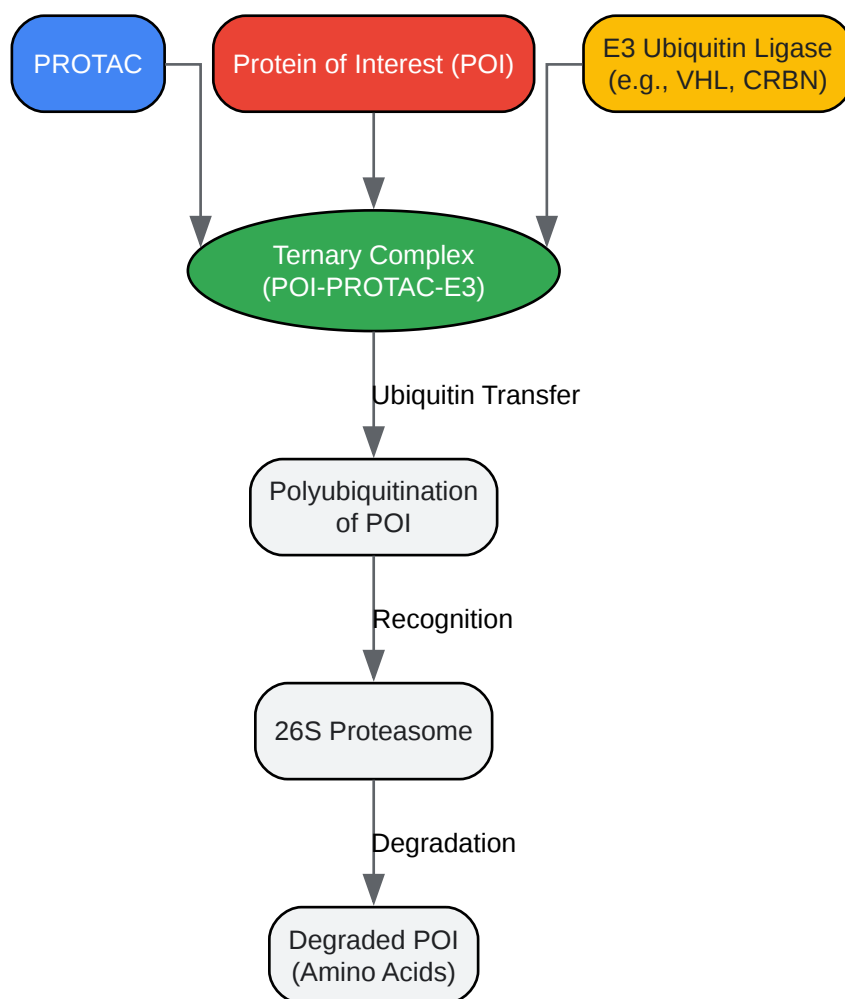 PROTAC
Protein of Interest (POI)
E3 Ubiquitin Ligase
(e.g., VHL, CRBN)
Ternary Complex
(POI-PROTAC-E3)
Ubiquitin Transfer
Polyubiquitination
of POI
Recognition
26S Proteasome
Degradation
Degraded POI
(Amino Acids)